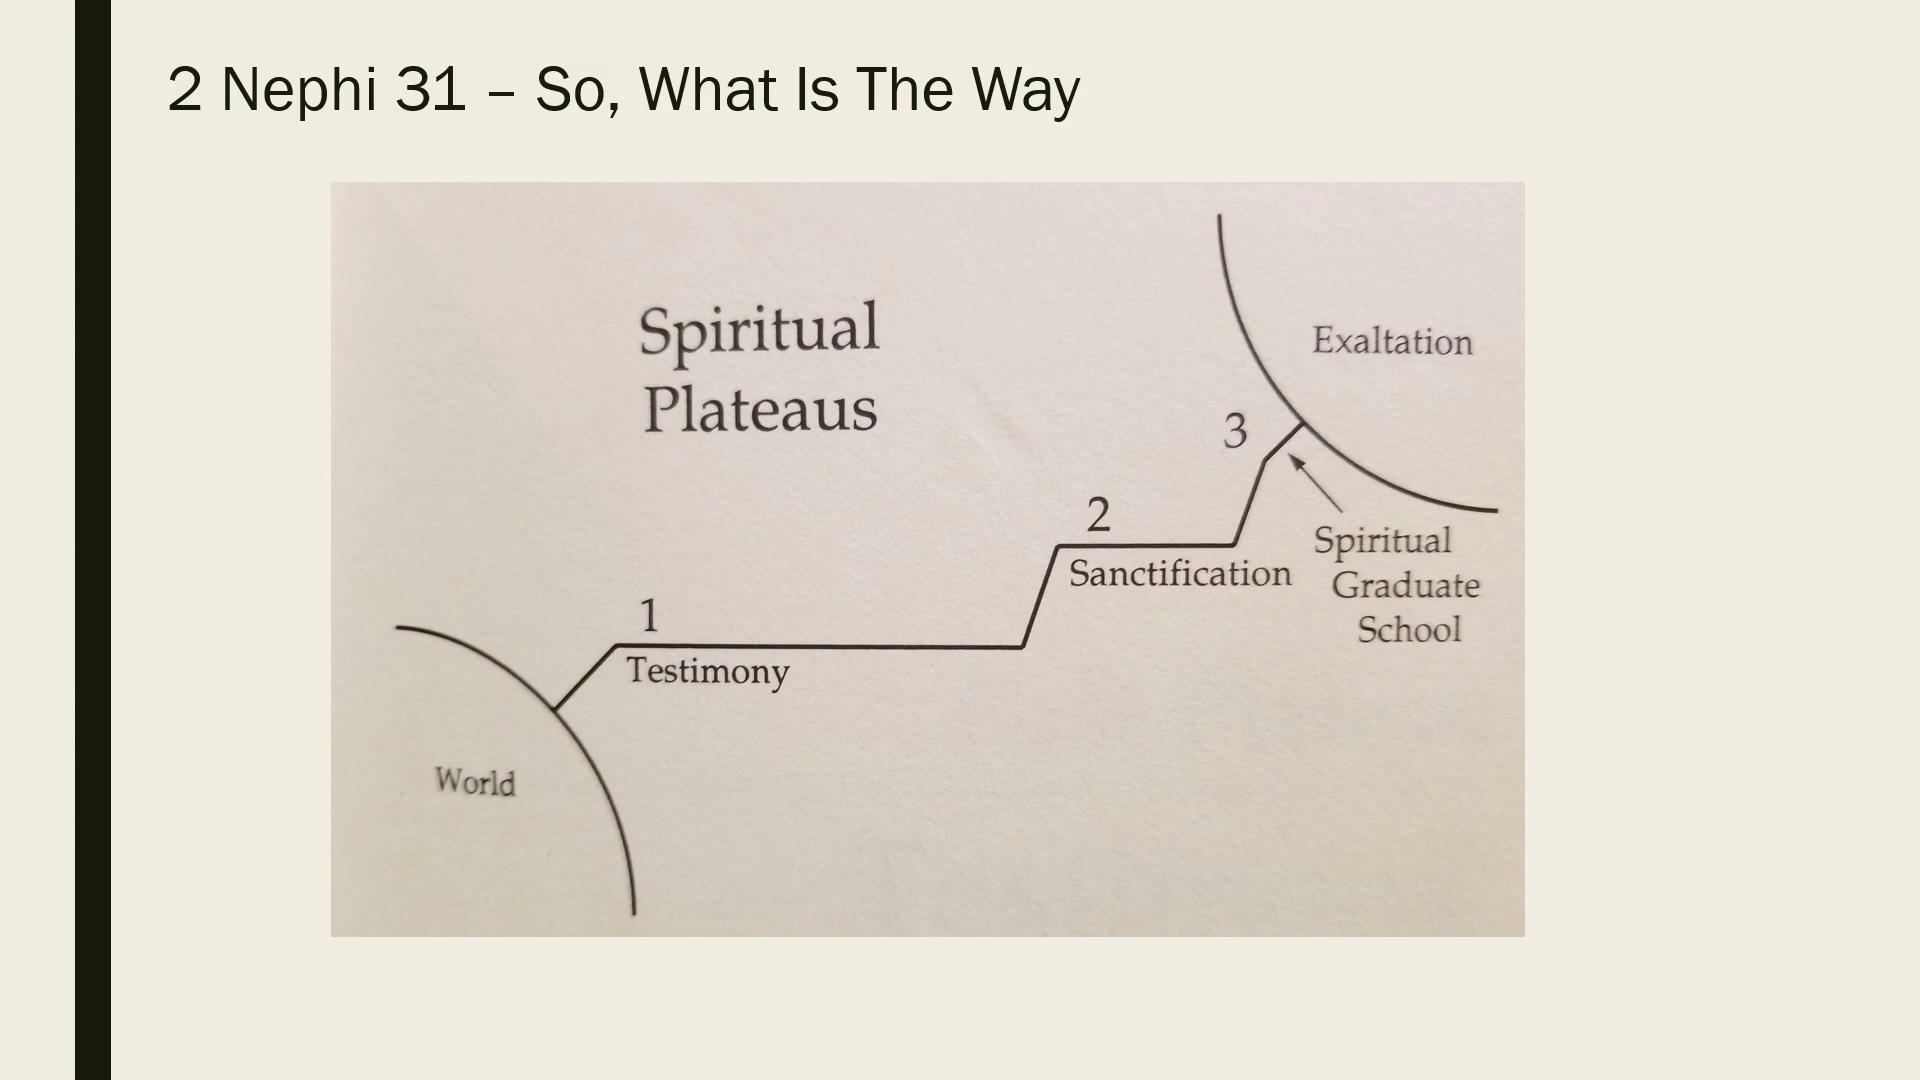 2 Nephi 31 – So, What Is The Way
Spiritual
Plateaus
Exaltation
3
2
Spiritual
Graduate
School
Sanctification
1
Testimony
World